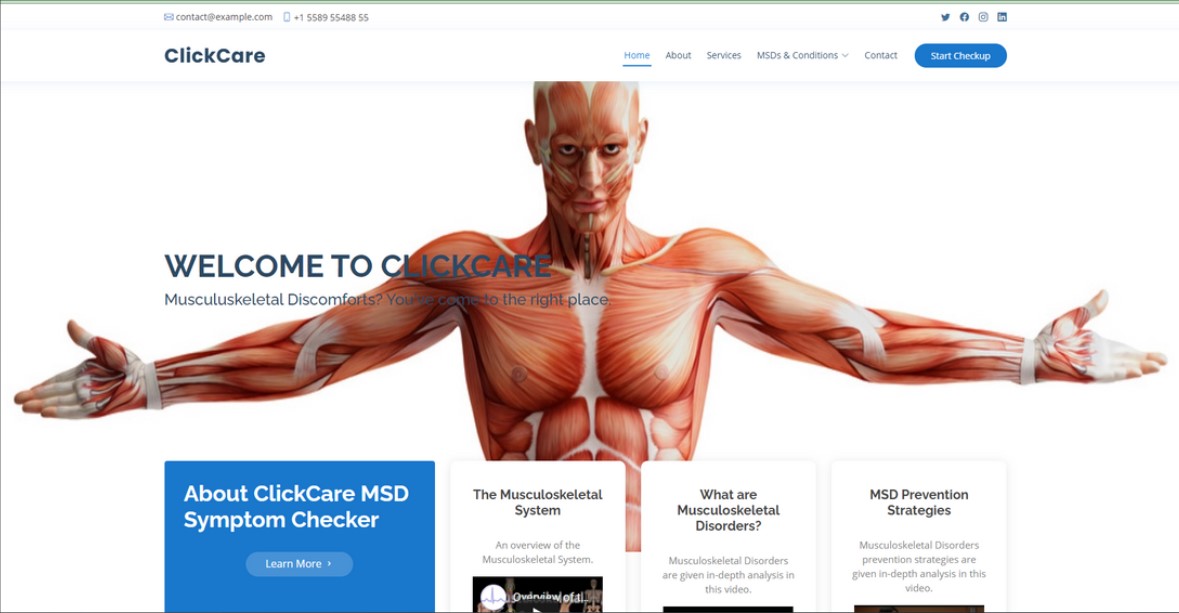 contact@example.com +1 5589 55488 55
ClickCare
Home About Services MSDs & Conditions Contact Start Checkup
WELCOME TO CLICKCARE
Musculuskeletal Discomforts? You've come to the right place.
About ClickCare MSD
Symptom Checker
Learn More
The Musculoskeletal
System
An overview of the
Musculoskeletal System.
Overview of t...
What are
Musculoskeletal
Disorders?
Musculoskeletal Disorders
are given in-depth analysis in
this video.
MSD Prevention
Strategies
Musculoskeletal Disorders
prevention strategies are
given in-depth analysis in this
video.